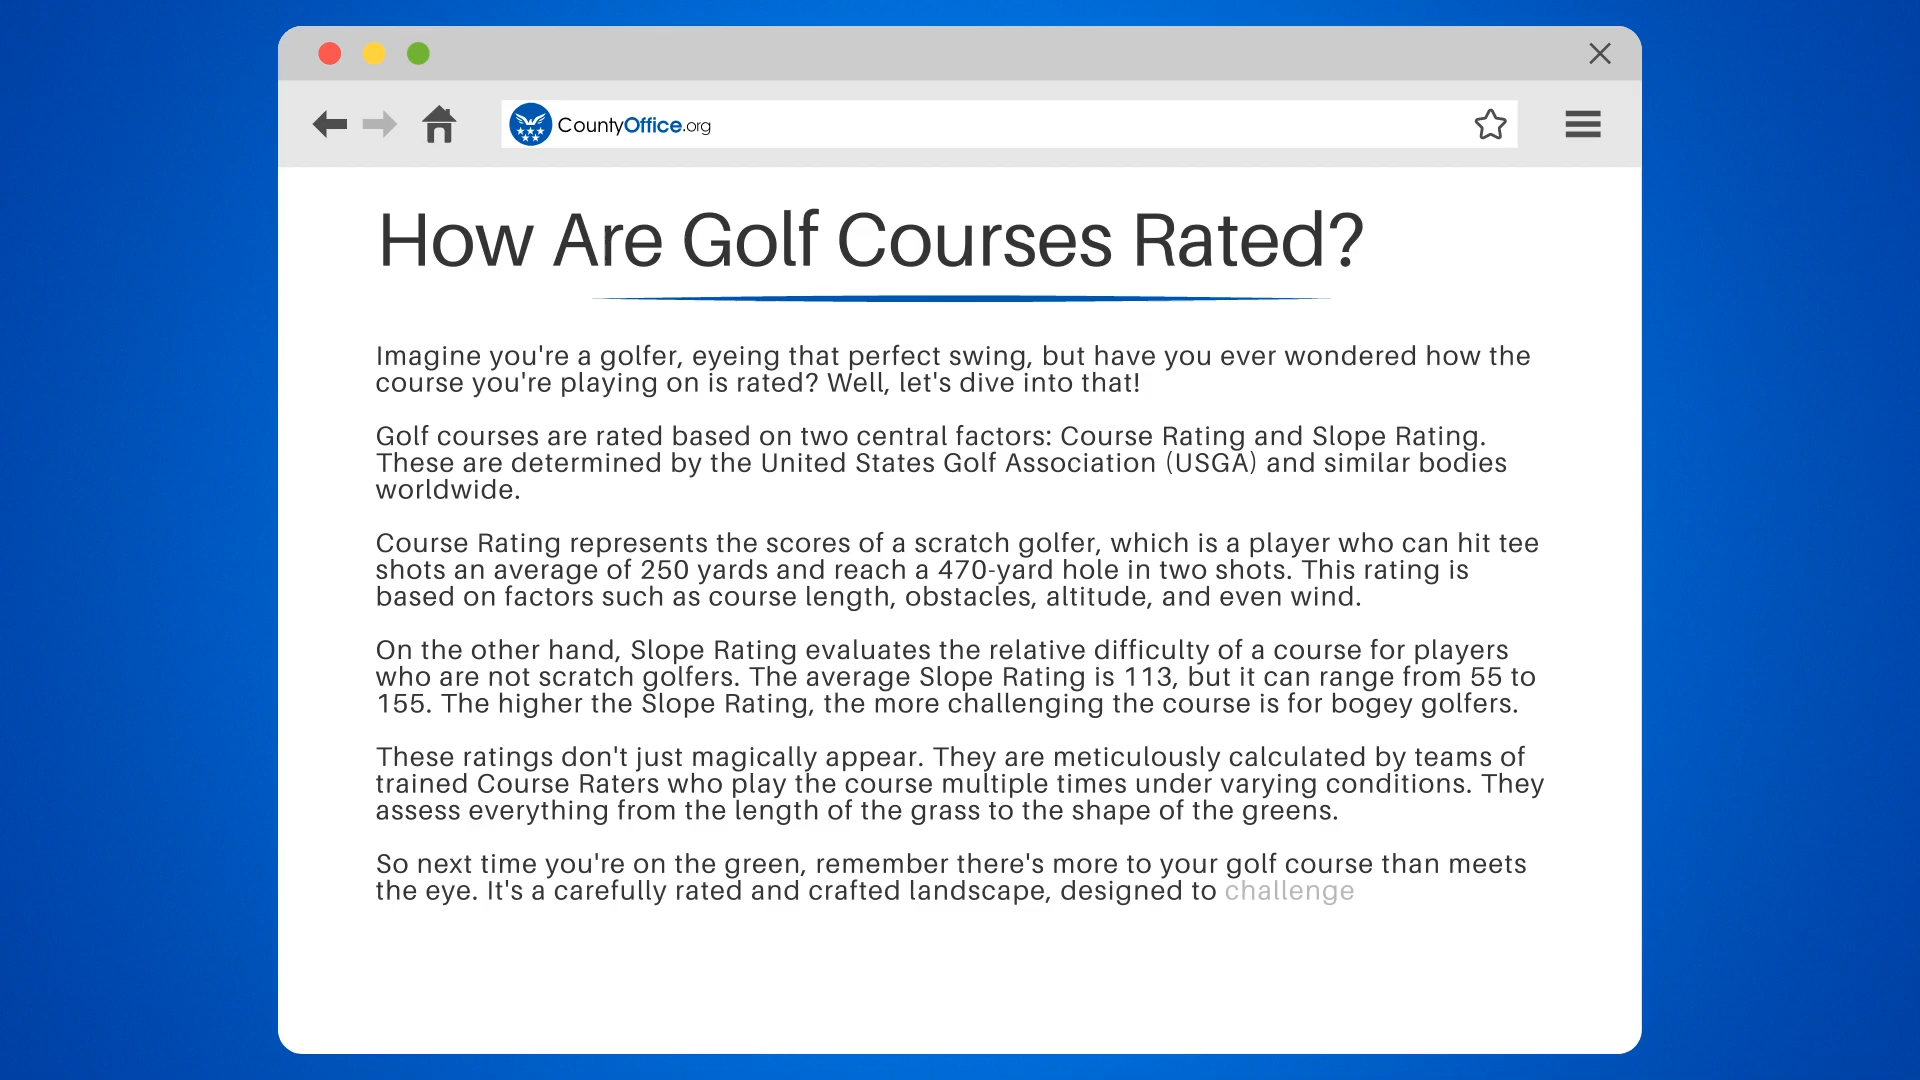 CountyOffice.org
How Are Golf Courses Rated?
Imagine you're a golfer, eyeing that perfect swing, but have you ever wondered how the
course you're playing on is rated? Well, let's dive into that!
Golf courses are rated based on two central factors: Course Rating and Slope Rating.
These are determined by the United States Golf Association (USGA) and similar bodies
worldwide.
Course Rating represents the scores of a scratch golfer, which is a player who can hit tee
shots an average of 250 yards and reach a 470-yard hole in two shots. This rating is
based on factors such as course length, obstacles, altitude, and even wind.
On the other hand, Slope Rating evaluates the relative difficulty of a course for players
who are not scratch golfers. The average Slope Rating is 113, but it can range from 55 to
155. The higher the Slope Rating, the more challenging the course is for bogey golfers.
These ratings don't just magically appear. They are meticulously calculated by teams of
trained Course Raters who play the course multiple times under varying conditions. They
assess everything from the length of the grass to the shape of the greens.
So next time you're on the green, remember there's more to your golf course than meets
the eye. It's a carefully rated and crafted landscape, designed to challenge